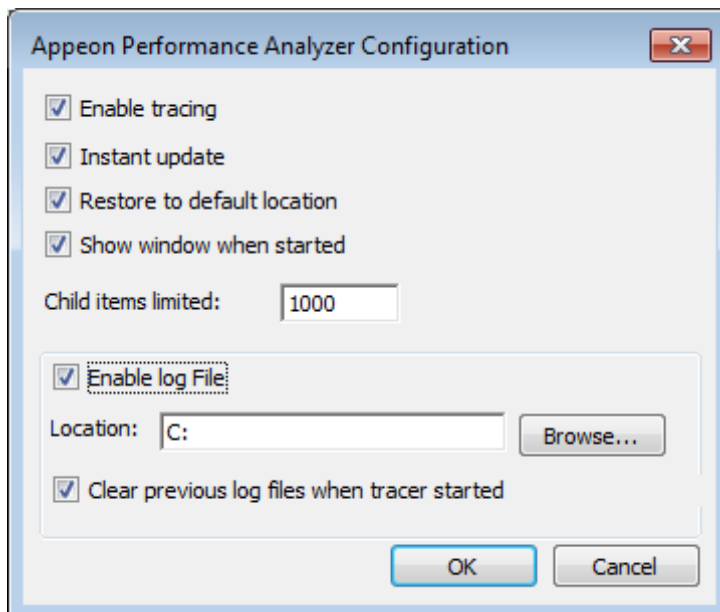 Appeon Performance Analyzer Configuration
Enable tracing
Instant update
Restore to default location
Show window when started
Child items limited: 1000
Enable log File
Location: C: Browse...
Clear previous log files when tracer started
OK Cancel